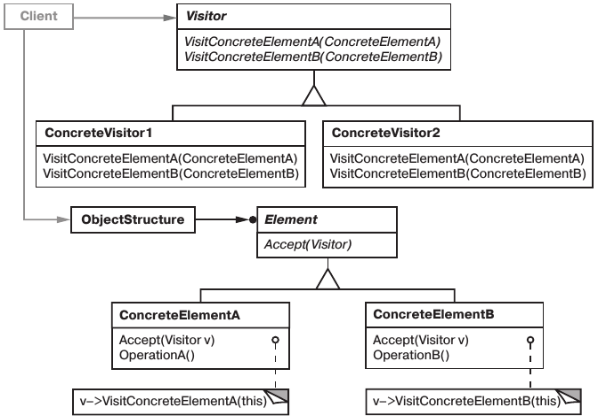 Client
Visitor
VisitConcreteElementA(ConcreteElementA)
VisitConcreteElementB(ConcreteElementB)
ConcreteVisitor1
VisitConcreteElementA(ConcreteElementA)
VisitConcreteElementB(ConcreteElementB)
ConcreteVisitor2
VisitConcreteElementA(ConcreteElementA)
VisitConcreteElementB(ConcreteElementB)
ObjectStructure
Element
Accept(Visitor)
ConcreteElementA
Accept(Visitor v)
OperationA()
ConcreteElementB
Accept(Visitor v)
OperationB()
v–>VisitConcreteElementA(this)
v–>VisitConcreteElementB(this)